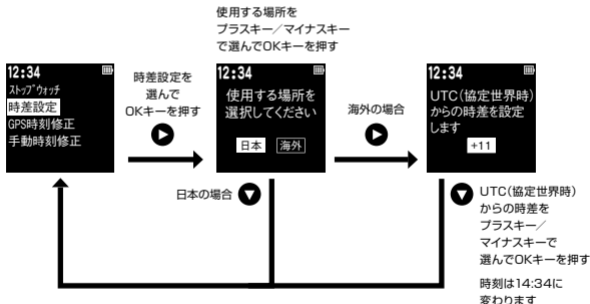 使用する場所を
プラスキー／マイナスキー
で選んでOKキーを押す
12:34
ｽﾄｯﾌﾟｳｫｯﾁ
時差設定
GPS時刻修正
手動時刻修正
時差設定を
選んで
OKキーを押す
12:34
使用する場所を
選択してください
日本 海外
海外の場合
12:34
UTC(協定世界時)
からの時差を設定
します
+11
日本の場合
UTC(協定世界時)
からの時差を
プラスキー／
マイナスキーで
選んでOKキーを押す
時刻は14:34に
変わります